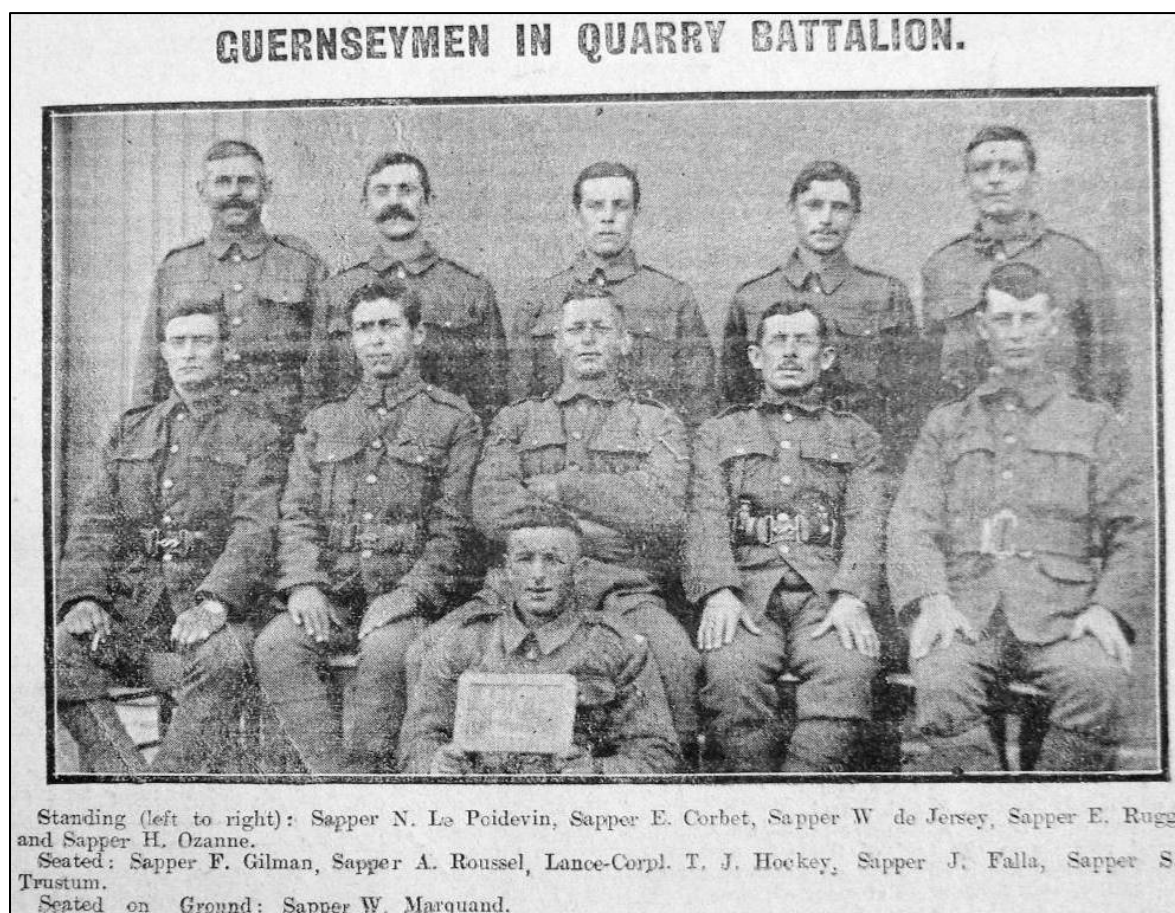 GUERNSEYMEN IN QUARRY BATTALION.
Standing (left to right): Sapper N. Le Poidevin, Sapper E. Corbet, Sapper W de Jersey, Sapper E. Rugg
and Sapper H. Ozanne.
Seated: Sapper F. Gilman, Sapper A. Roussel, Lance-Corpl. T. J. Hockey, Sapper J. Falla, Sapper S
Trustum.
Seated on Ground: Sapper W. Marquand.